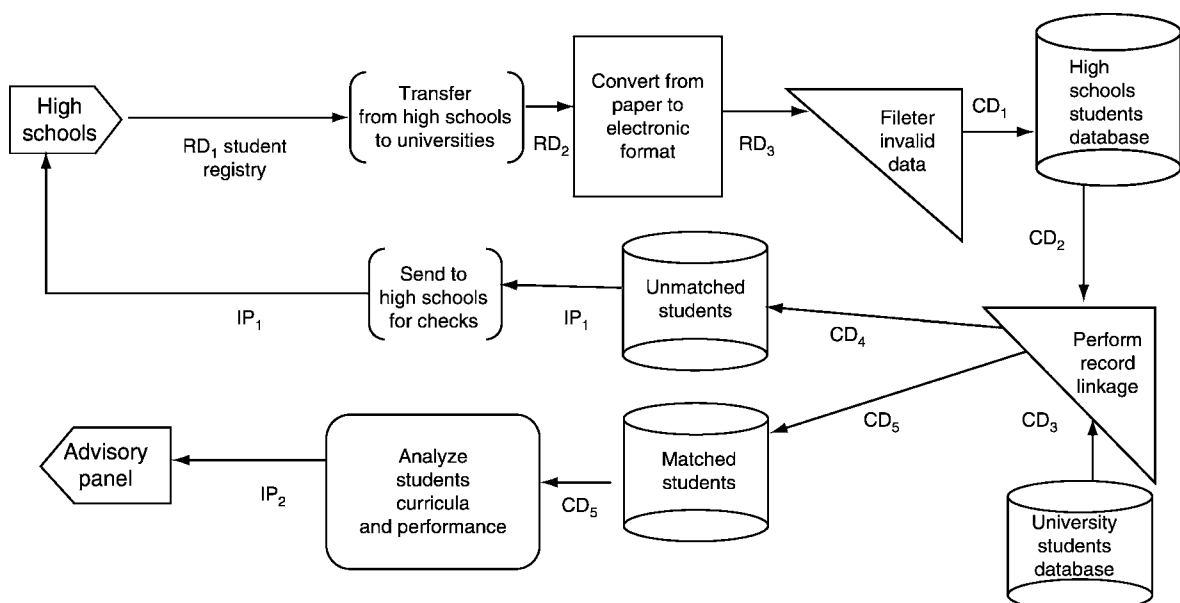 High
schools
RD₁ student
registry
Transfer
from high schools
to universities
RD₂
Convert from
paper to
electronic
format
RD₃
Fileter
invalid
data
CD₁
High
schools
students
database
CD₂
Perform
record
linkage
CD₃
University
students
database
CD₄
Unmatched
students
IP₁
Send to
high schools
for checks
IP₁
CD₅
Matched
students
CD₅
Analyze
students
curricula
and performance
IP₂
Advisory
panel